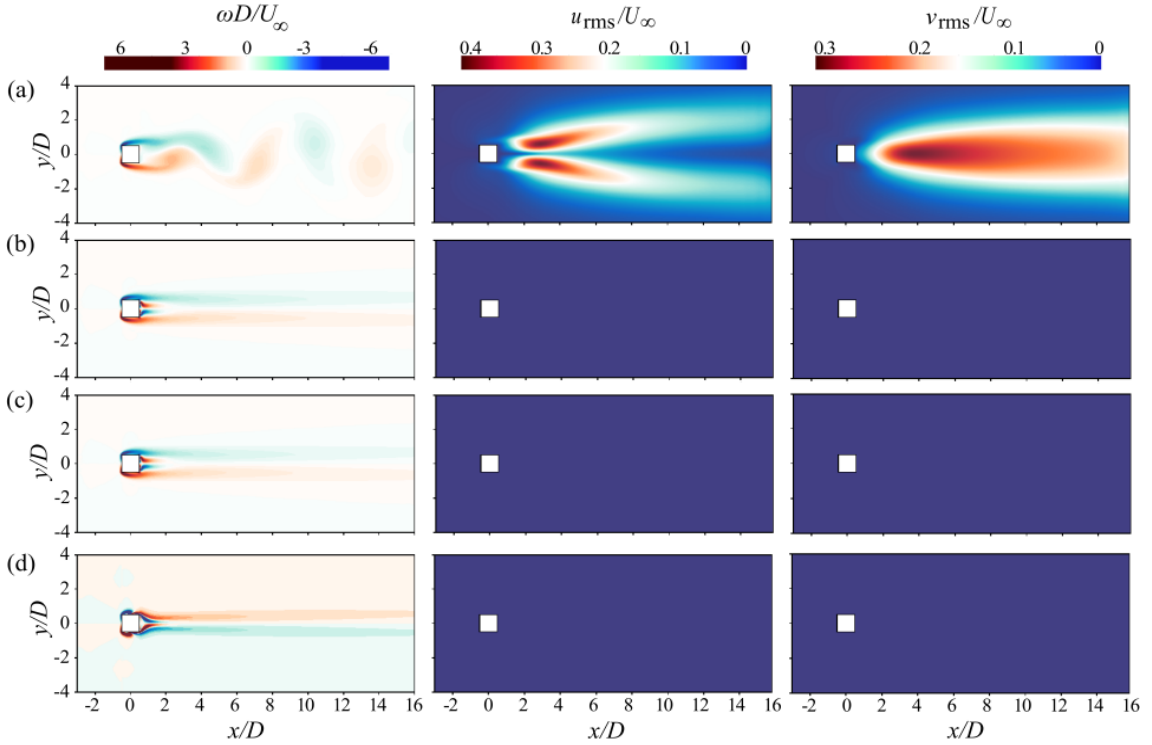 ωD/U∞ u_rms/U∞ v_rms/U∞
6 3 0 -3 -6 0.4 0.3 0.2 0.1 0 0.3 0.2 0.1 0
(a)
y/D
4 2 0 -2 -4
(b)
y/D
4 2 0 -2 -4
(c)
y/D
4 2 0 -2 -4
(d)
y/D
4 2 0 -2 -4
-2 0 2 4 6 8 10 12 14 16 -2 0 2 4 6 8 10 12 14 16 -2 0 2 4 6 8 10 12 14 16
x/D x/D x/D